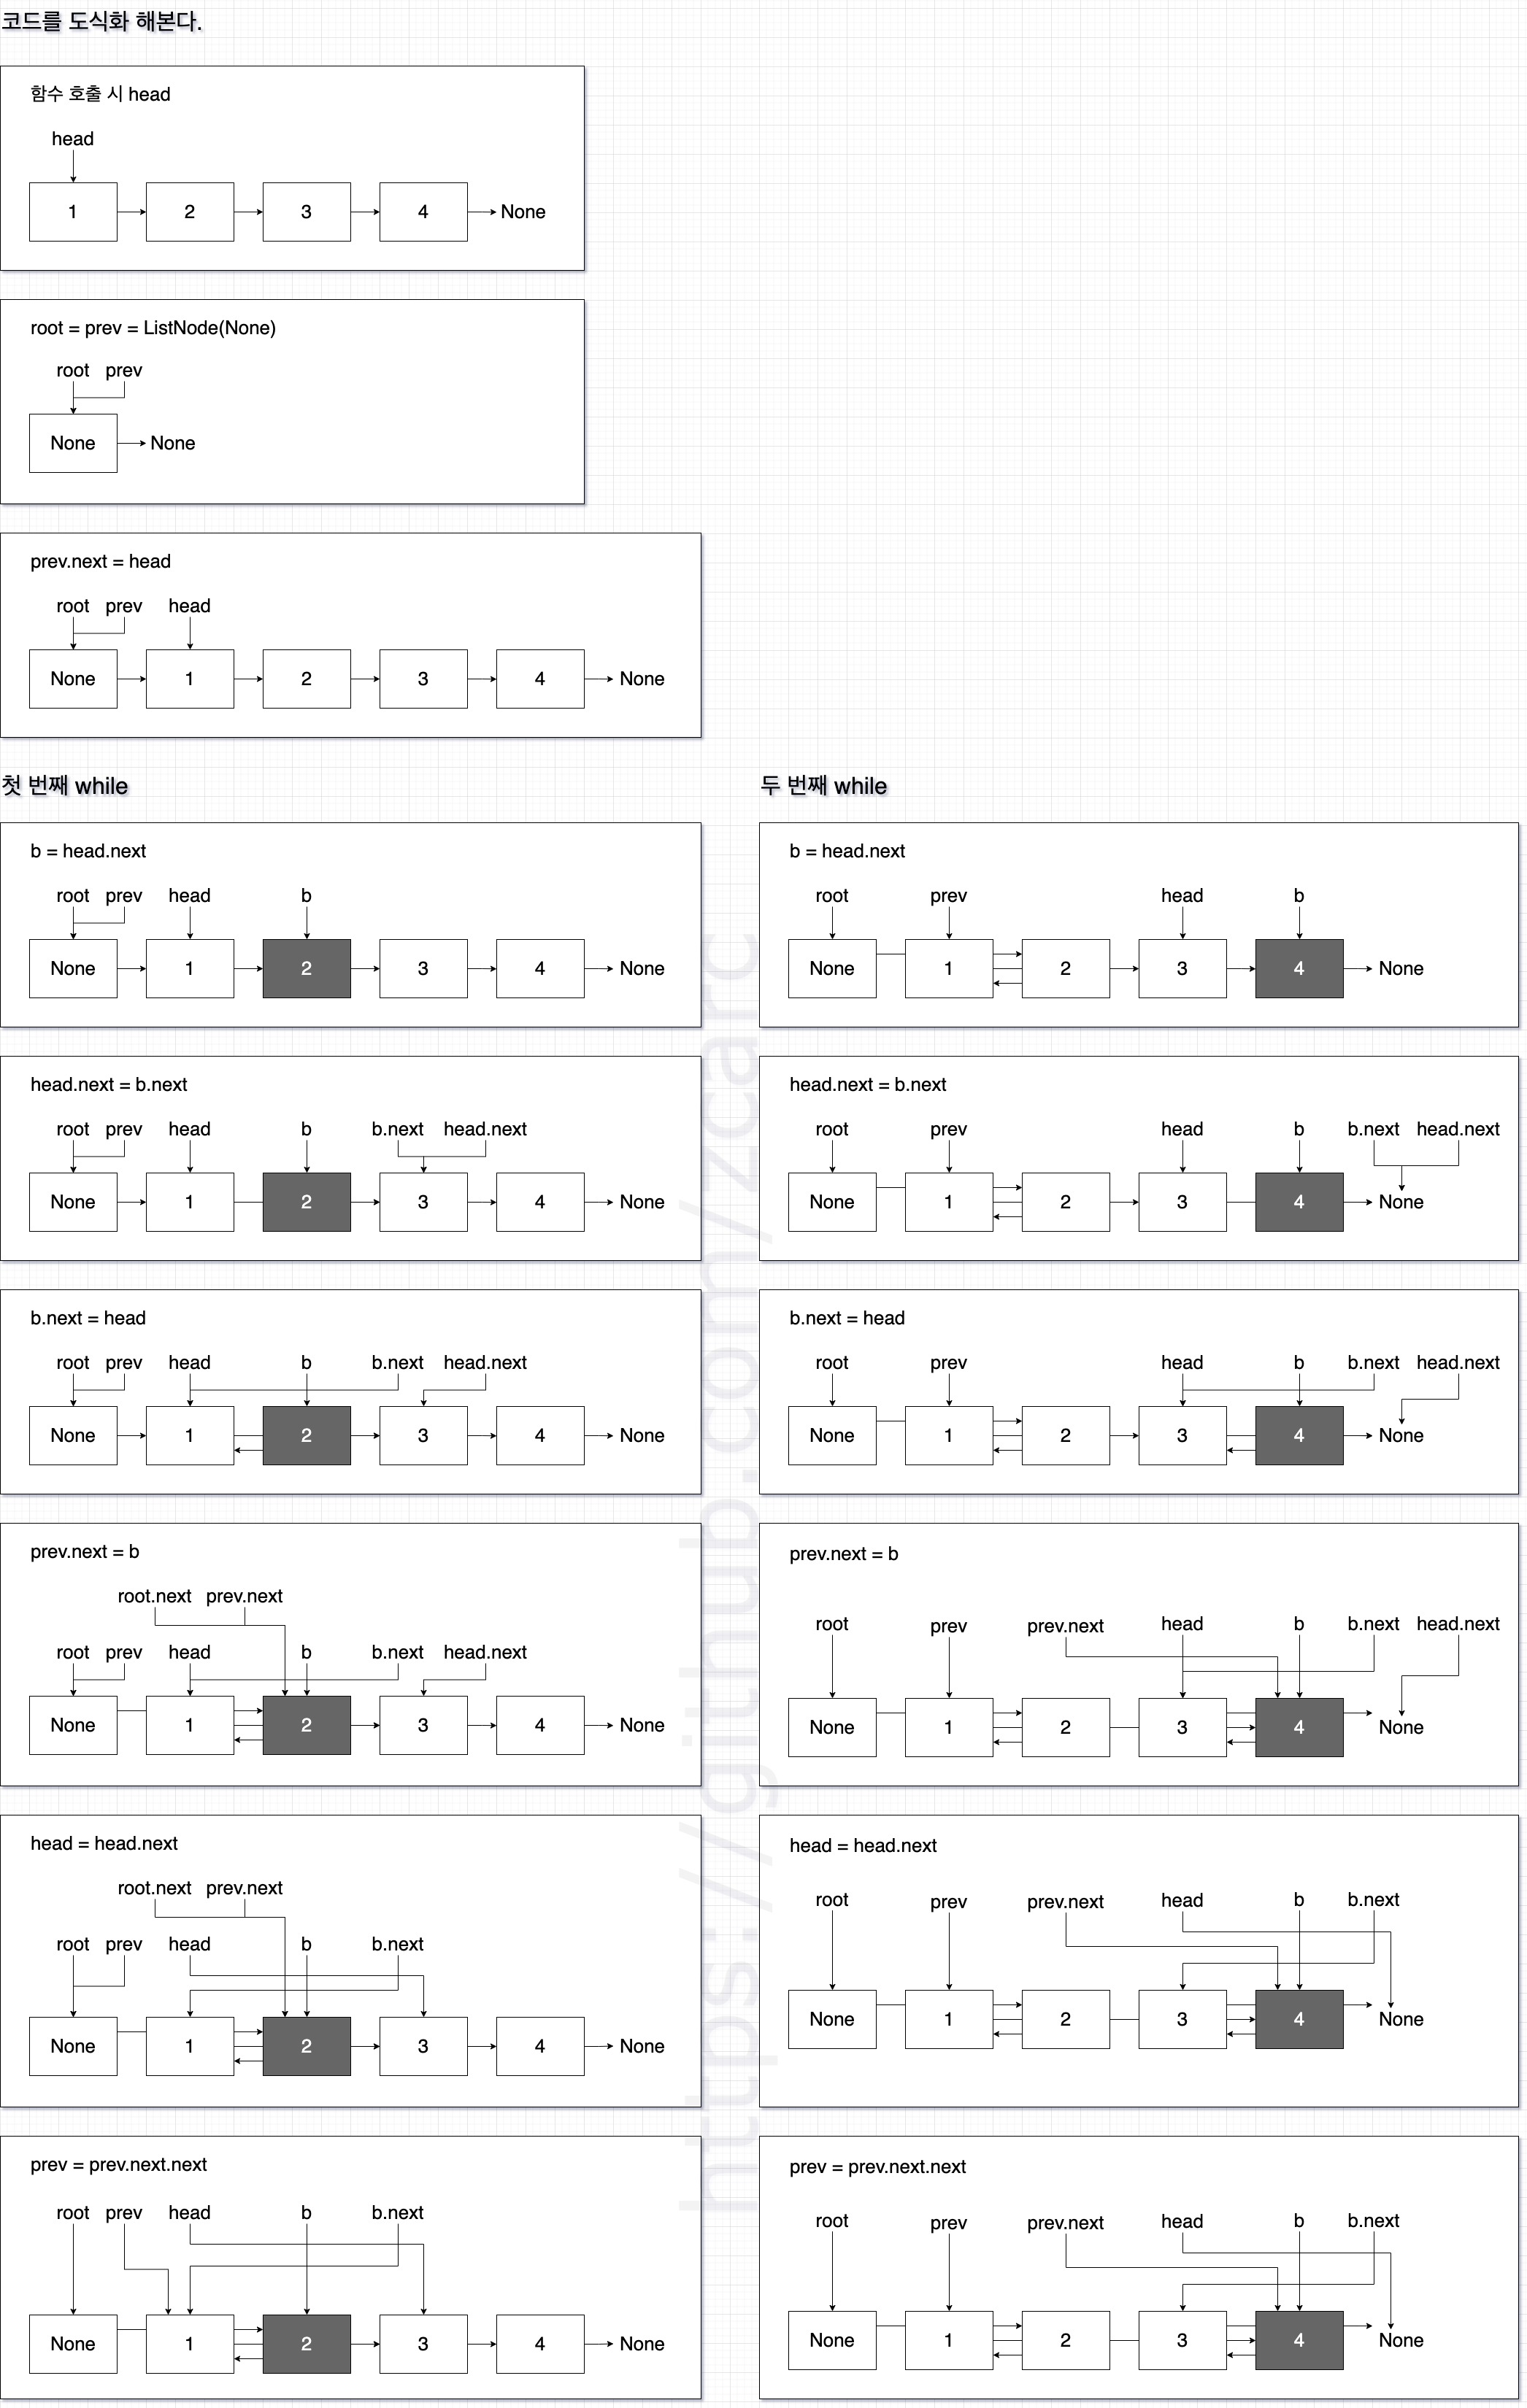 코드를 도식화 해본다.
함수 호출 시 head
head
1 2 3 4 None
root = prev = ListNode(None)
root prev
None None
prev.next = head
root prev head
None 1 2 3 4 None
첫 번째 while
b = head.next
root prev head b
None 1 2 3 4 None
head.next = b.next
root prev head b b.next head.next
None 1 2 3 4 None
b.next = head
root prev head b b.next head.next
None 1 2 3 4 None
prev.next = b
root.next prev.next
root prev head b b.next head.next
None 1 2 3 4 None
head = head.next
root.next prev.next
root prev head b b.next
None 1 2 3 4 None
prev = prev.next.next
root prev head b b.next
None 1 2 3 4 None
두 번째 while
b = head.next
root prev head b
None 1 2 3 4 None
head.next = b.next
root prev head b b.next head.next
None 1 2 3 4 None
b.next = head
root prev head b b.next head.next
None 1 2 3 4 None
prev.next = b
root prev prev.next head b b.next head.next
None 1 2 3 4 None
head = head.next
root prev prev.next head b b.next
None 1 2 3 4 None
prev = prev.next.next
root prev prev.next head b b.next
None 1 2 3 4 None
https://github.com/zcarc